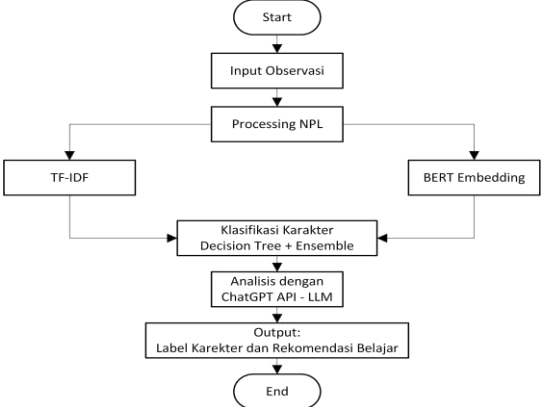 Start
Input Observasi
Processing NPL
TF-IDF
BERT Embedding
Klasifikasi Karakter
Decision Tree + Ensemble
Analisis dengan
ChatGPT API - LLM
Output:
Label Karekter dan Rekomendasi Belajar
End